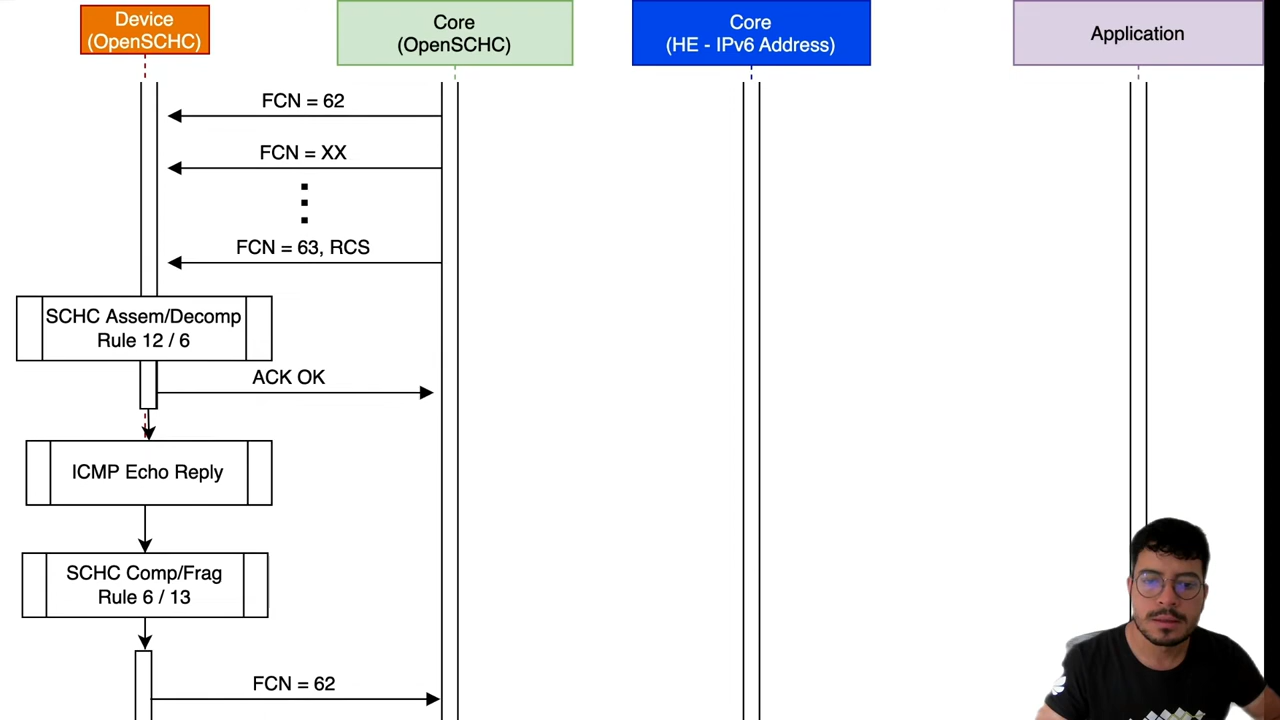 Device
(OpenSCHC)
Core
(OpenSCHC)
Core
(HE - IPv6 Address)
Application
FCN = 62
FCN = XX
FCN = 63, RCS
SCHC Assem/Decomp
Rule 12 / 6
ACK OK
ICMP Echo Reply
SCHC Comp/Frag
Rule 6 / 13
FCN = 62